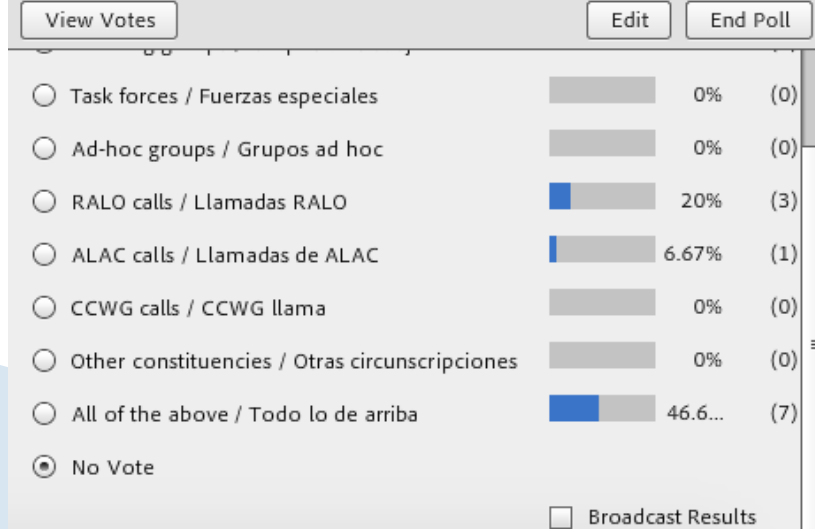 View Votes Edit End Poll
Task forces / Fuerzas especiales 0% (0)
Ad-hoc groups / Grupos ad hoc 0% (0)
RALO calls / Llamadas RALO 20% (3)
ALAC calls / Llamadas de ALAC 6.67% (1)
CCWG calls / CCWG llama 0% (0)
Other constituencies / Otras circunscripciones 0% (0)
All of the above / Todo lo de arriba 46.6... (7)
No Vote
Broadcast Results